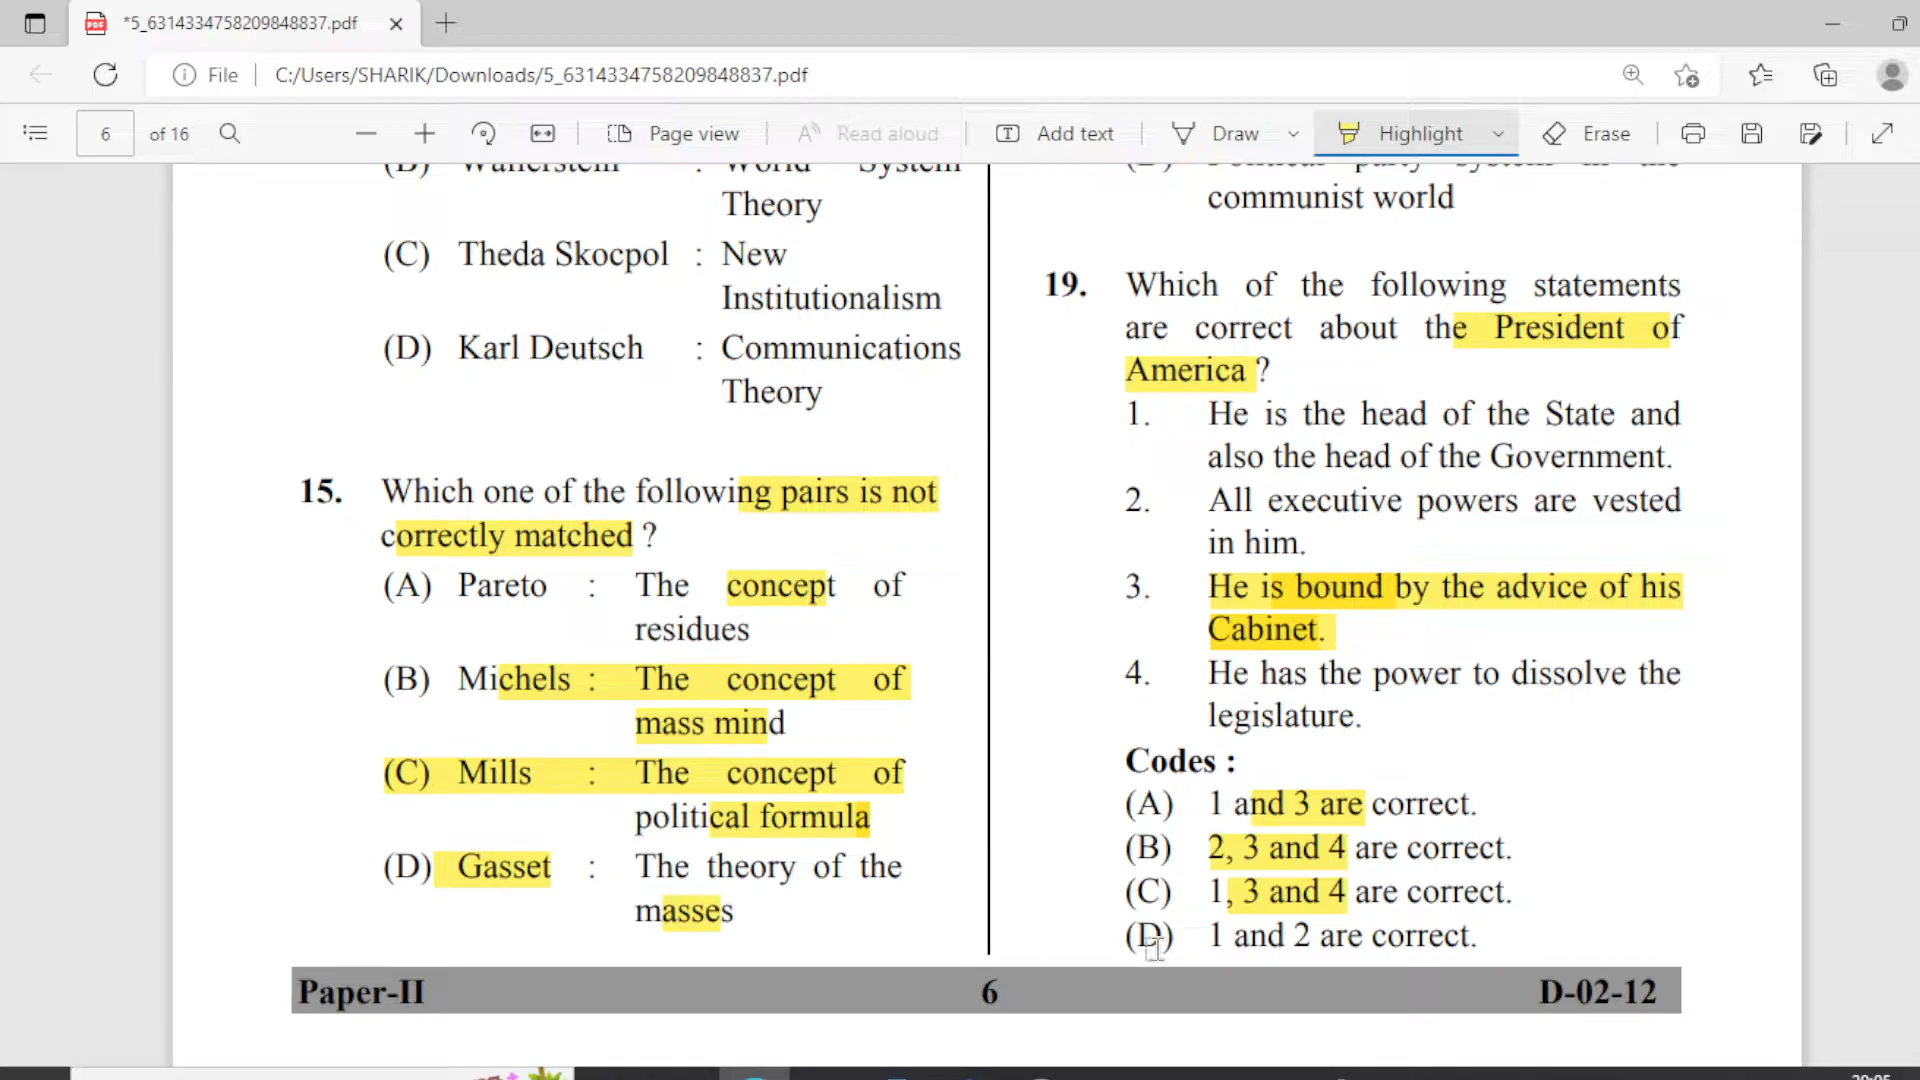 *5_6314334758209848837.pdf
File
C:/Users/SHARIK/Downloads/5_6314334758209848837.pdf
6 of 16
Page view
Read aloud
Add text
Draw
Highlight
Erase
(B) Wallerstein : World System
Theory
(C) Theda Skocpol : New
Institutionalism
(D) Karl Deutsch : Communications
Theory
15. Which one of the following pairs is not
correctly matched ?
(A) Pareto : The concept of
residues
(B) Michels : The concept of
mass mind
(C) Mills : The concept of
political formula
(D) Gasset : The theory of the
masses
communist world
19. Which of the following statements
are correct about the President of
America ?
1. He is the head of the State and
also the head of the Government.
2. All executive powers are vested
in him.
3. He is bound by the advice of his
Cabinet.
4. He has the power to dissolve the
legislature.
Codes :
(A) 1 and 3 are correct.
(B) 2, 3 and 4 are correct.
(C) 1, 3 and 4 are correct.
(D) 1 and 2 are correct.
Paper-II 6 D-02-12